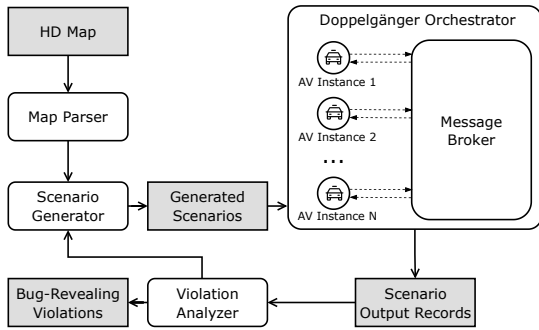 HD Map
Doppelgänger Orchestrator
AV Instance 1
Map Parser
AV Instance 2
Message
Broker
...
Scenario
Generator
Generated
Scenarios
AV Instance N
Bug-Revealing
Violations
Violation
Analyzer
Scenario
Output Records